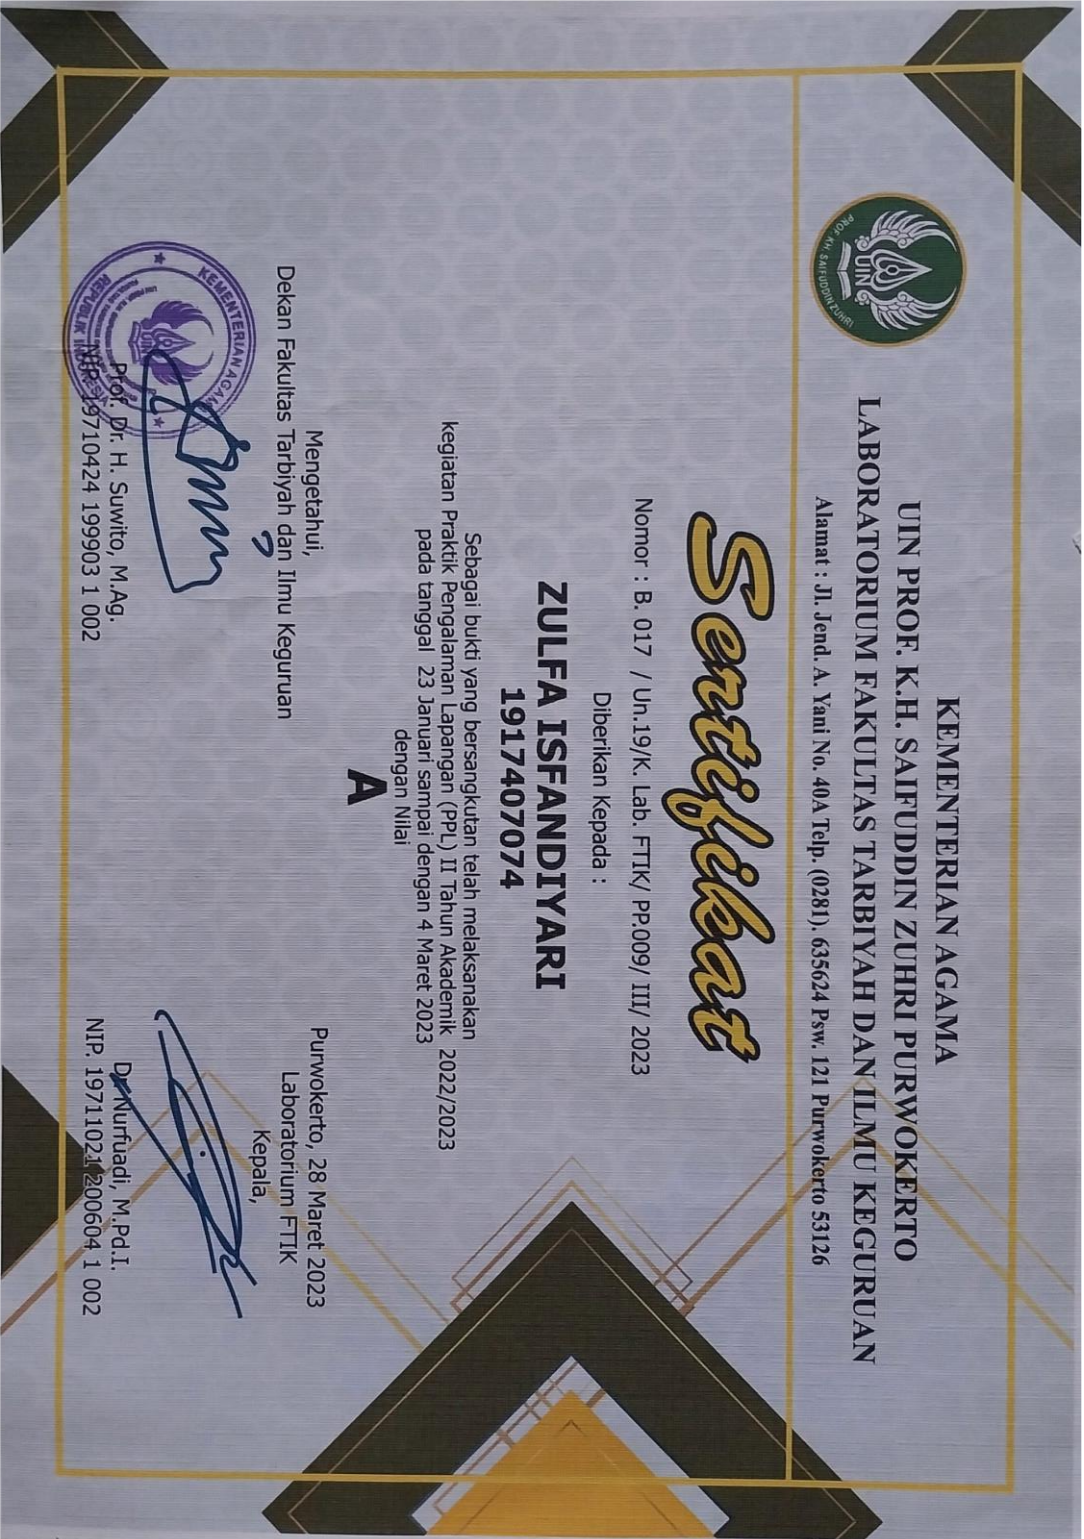 KEMENTERIAN AGAMA
UIN PROF. K.H. SAIFUDDIN ZUHRI PURWOKERTO
LABORATORIUM FAKULTAS TARBIYAH DAN ILMU KEGURUAN
Alamat : Jl. Jend. A. Yani No. 40A Telp. (0281). 635624 Psw. 121 Purwokerto 53126
UIN
PROF. KH. SAIFUDDIN ZUHRI
Sertifikat
Nomor : B. 017 / Un.19/K. Lab. FTIK/ PP.009/ III/ 2023
Diberikan Kepada :
ZULFA ISFANDIYARI
1917407074
Sebagai bukti yang bersangkutan telah melaksanakan
kegiatan Praktik Pengalaman Lapangan (PPL) II Tahun Akademik 2022/2023
pada tanggal 23 Januari sampai dengan 4 Maret 2023
dengan Nilai
A
Mengetahui,
Dekan Fakultas Tarbiyah dan Ilmu Keguruan
KEMENTERIAN AGAMA
UIN
REPUBLIK INDONESIA
Prof. Dr. H. Suwito, M.Ag.
NIP. 19710424 199903 1 002
Purwokerto, 28 Maret 2023
Laboratorium FTIK
Kepala,
Dr. Nurfuadi, M.Pd.I.
NIP. 19711021 200604 1 002